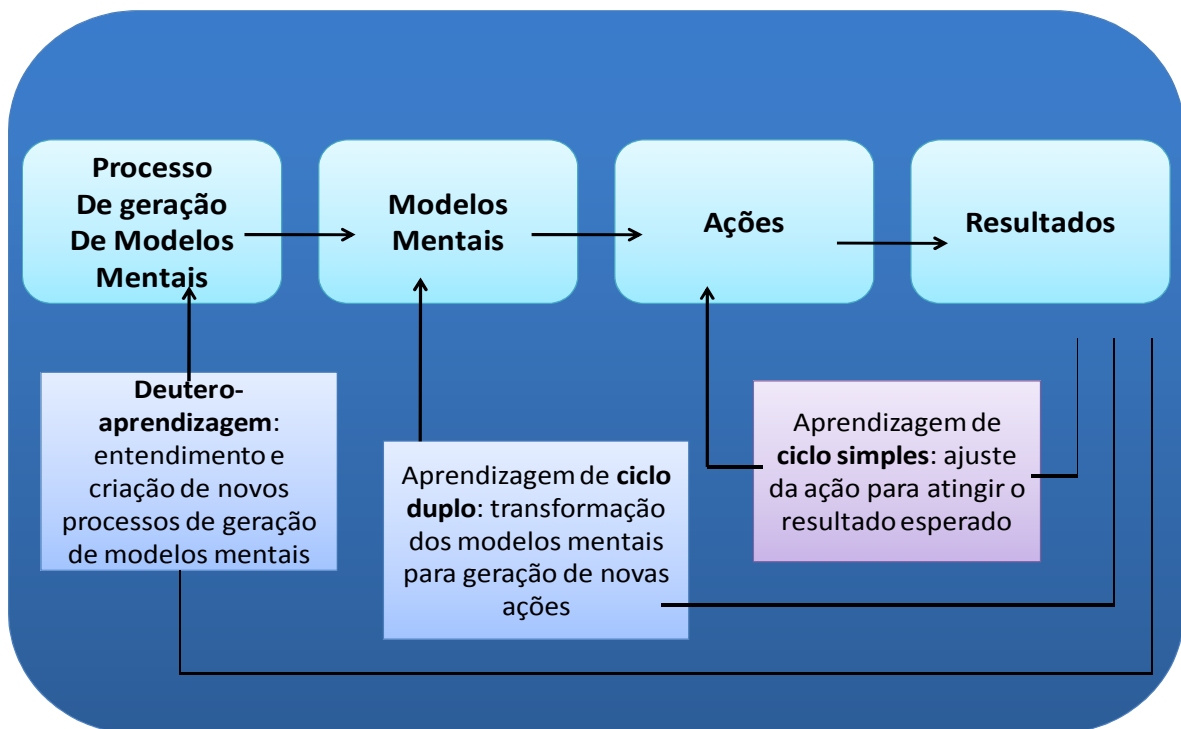 Processo
De geração
De Modelos
Mentais
Modelos
Mentais
Ações
Resultados
Deutero-
aprendizagem:
entendimento e
criação de novos
processos de geração
de modelos mentais
Aprendizagem de ciclo
duplo: transformação
dos modelos mentais
para geração de novas
ações
Aprendizagem de
ciclo simples: ajuste
da ação para atingir o
resultado esperado